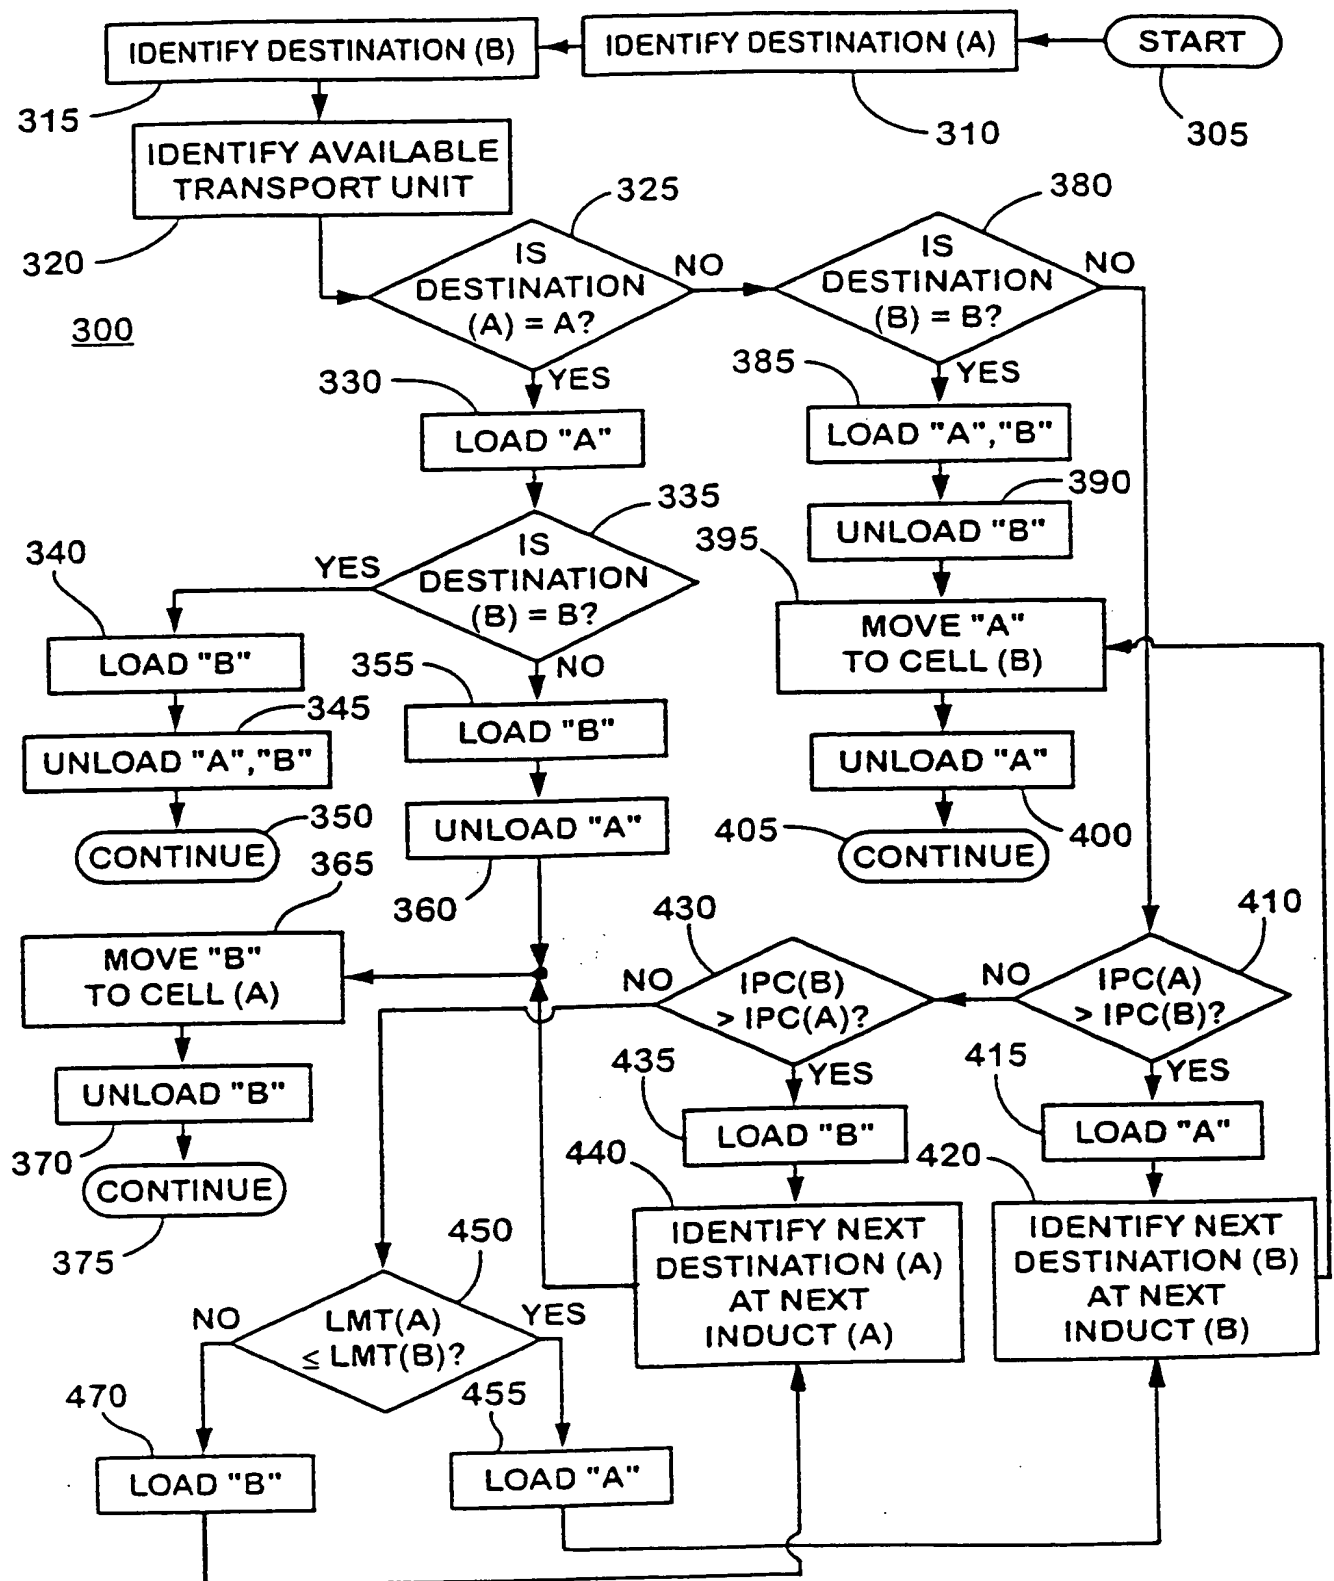 START
305
IDENTIFY DESTINATION (A)
310
IDENTIFY DESTINATION (B)
315
IDENTIFY AVAILABLE
TRANSPORT UNIT
320
300
325
IS
DESTINATION
(A) = A?
NO
YES
380
IS
DESTINATION
(B) = B?
NO
YES
330
LOAD "A"
335
IS
DESTINATION
(B) = B?
YES
NO
340
LOAD "B"
345
UNLOAD "A","B"
350
CONTINUE
355
LOAD "B"
UNLOAD "A"
360
365
MOVE "B"
TO CELL (A)
UNLOAD "B"
370
CONTINUE
375
385
LOAD "A","B"
390
UNLOAD "B"
395
MOVE "A"
TO CELL (B)
UNLOAD "A"
400
405
CONTINUE
410
IPC(A)
> IPC(B)?
NO
YES
415
LOAD "A"
420
IDENTIFY NEXT
DESTINATION (B)
AT NEXT
INDUCT (B)
430
IPC(B)
> IPC(A)?
NO
YES
435
LOAD "B"
440
IDENTIFY NEXT
DESTINATION (A)
AT NEXT
INDUCT (A)
450
LMT(A)
≤ LMT(B)?
NO
YES
470
LOAD "B"
455
LOAD "A"